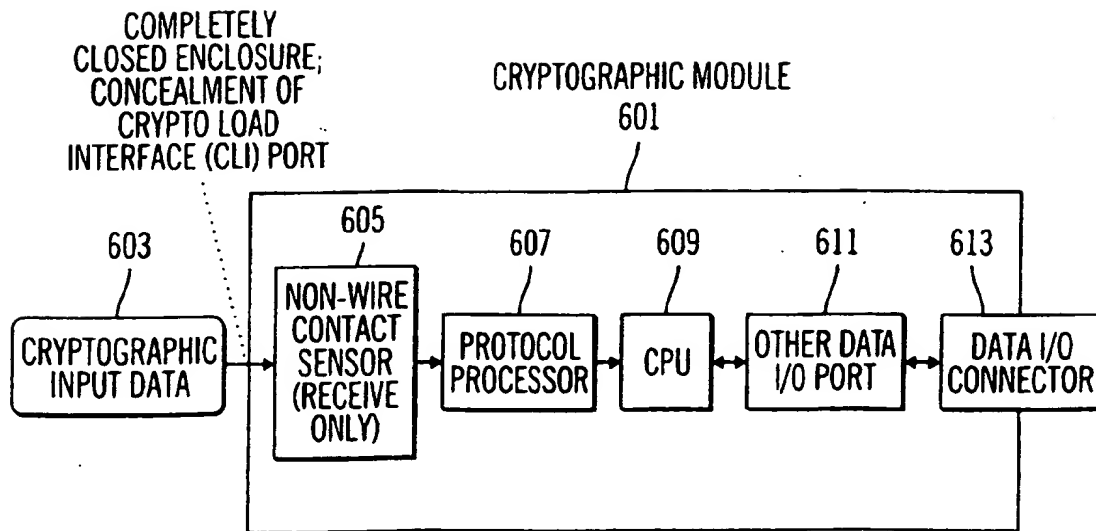 COMPLETELY
CLOSED ENCLOSURE;
CONCEALMENT OF
CRYPTO LOAD
INTERFACE (CLI) PORT
CRYPTOGRAPHIC MODULE
601
603
605
607
609
611
613
CRYPTOGRAPHIC
INPUT DATA
NON-WIRE
CONTACT
SENSOR
(RECEIVE
ONLY)
PROTOCOL
PROCESSOR
CPU
OTHER DATA
I/O PORT
DATA I/O
CONNECTOR